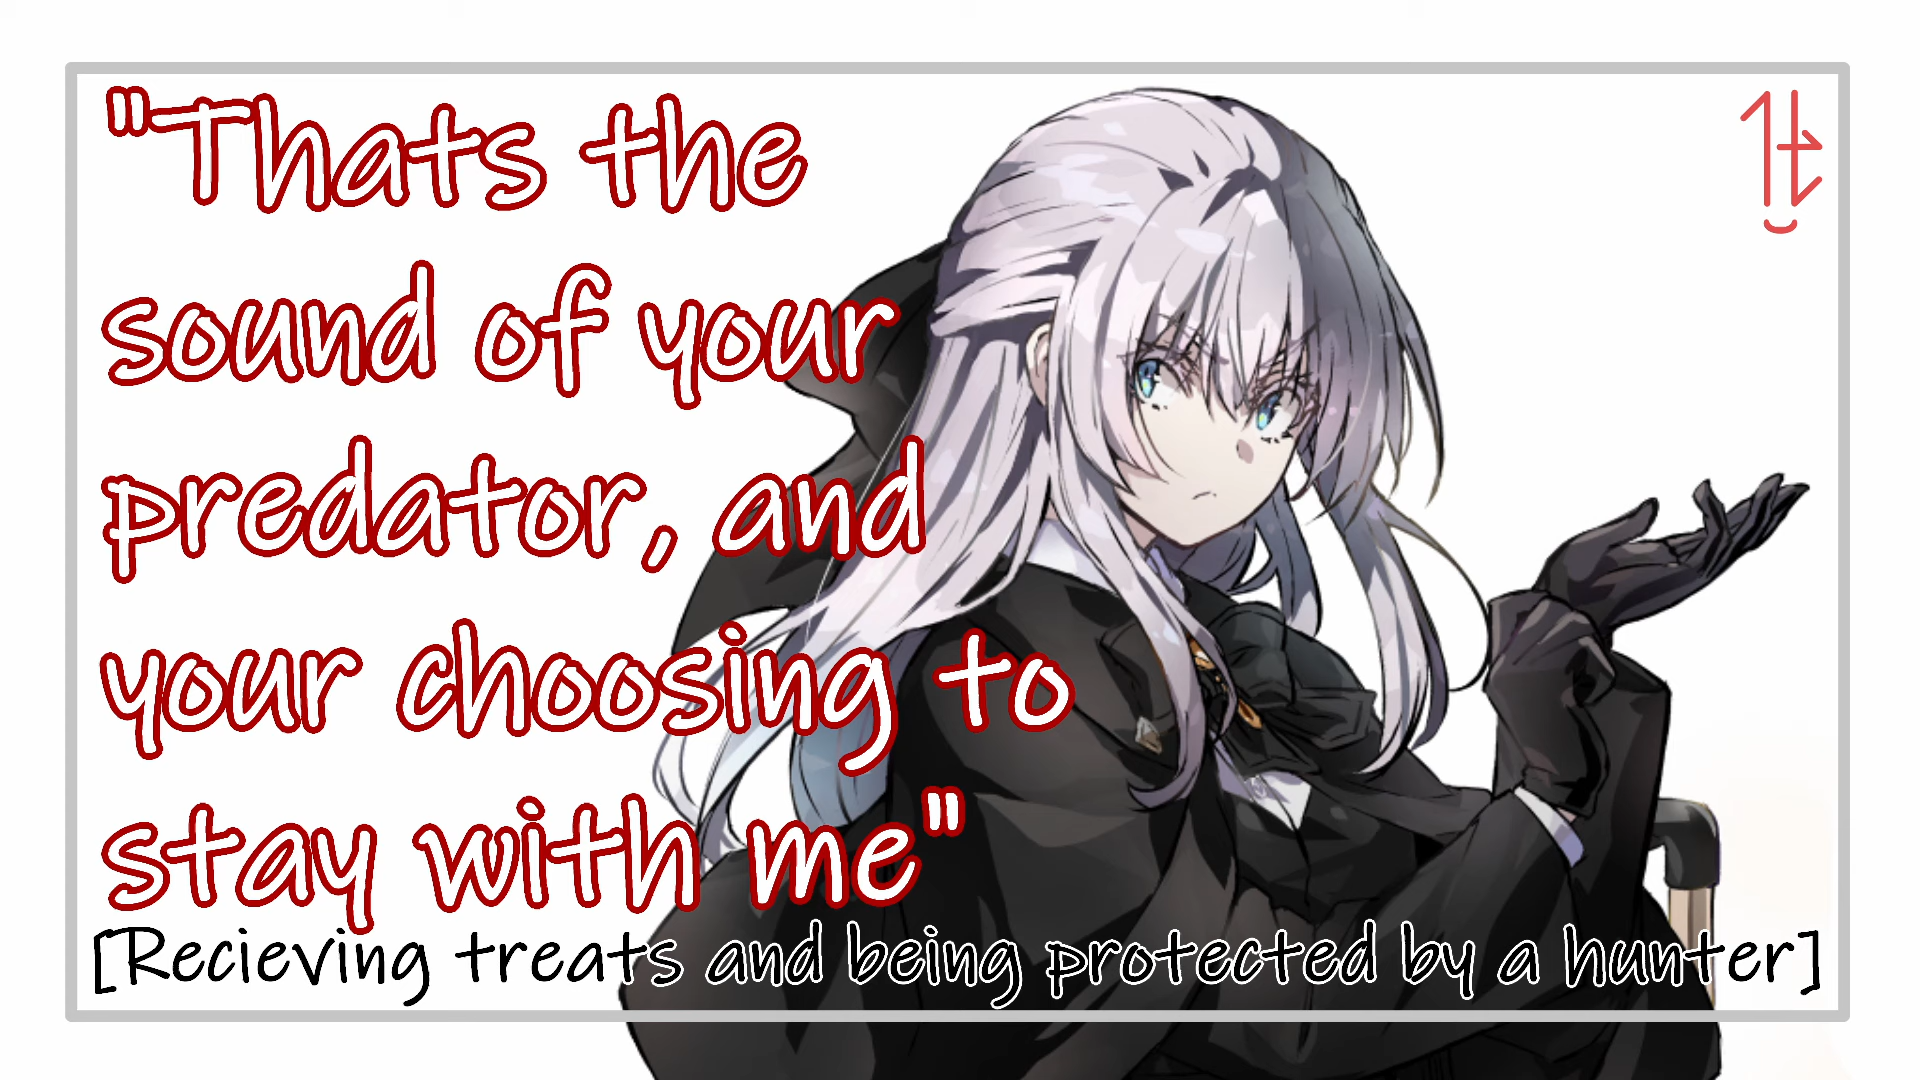 "Thats the
sound of your
predator, and
your choosing to
stay with me"
[Recieving treats and being protected by a hunter]